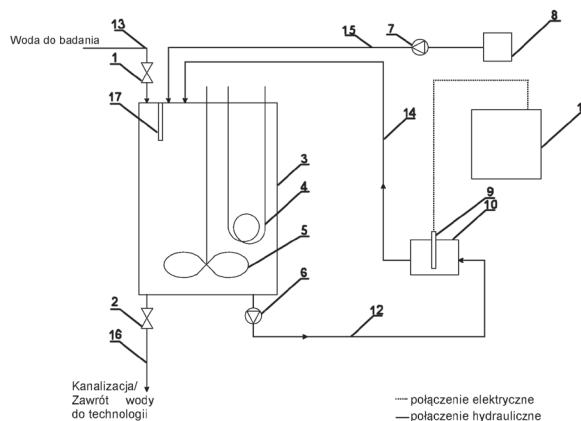 13
Woda do badania
15
7
8
1
17
14
1
3
4
9
10
5
6
2
16
12
Kanalizacja/
Zawrót wody
do technologii
połączenie elektryczne
połączenie hydrauliczne